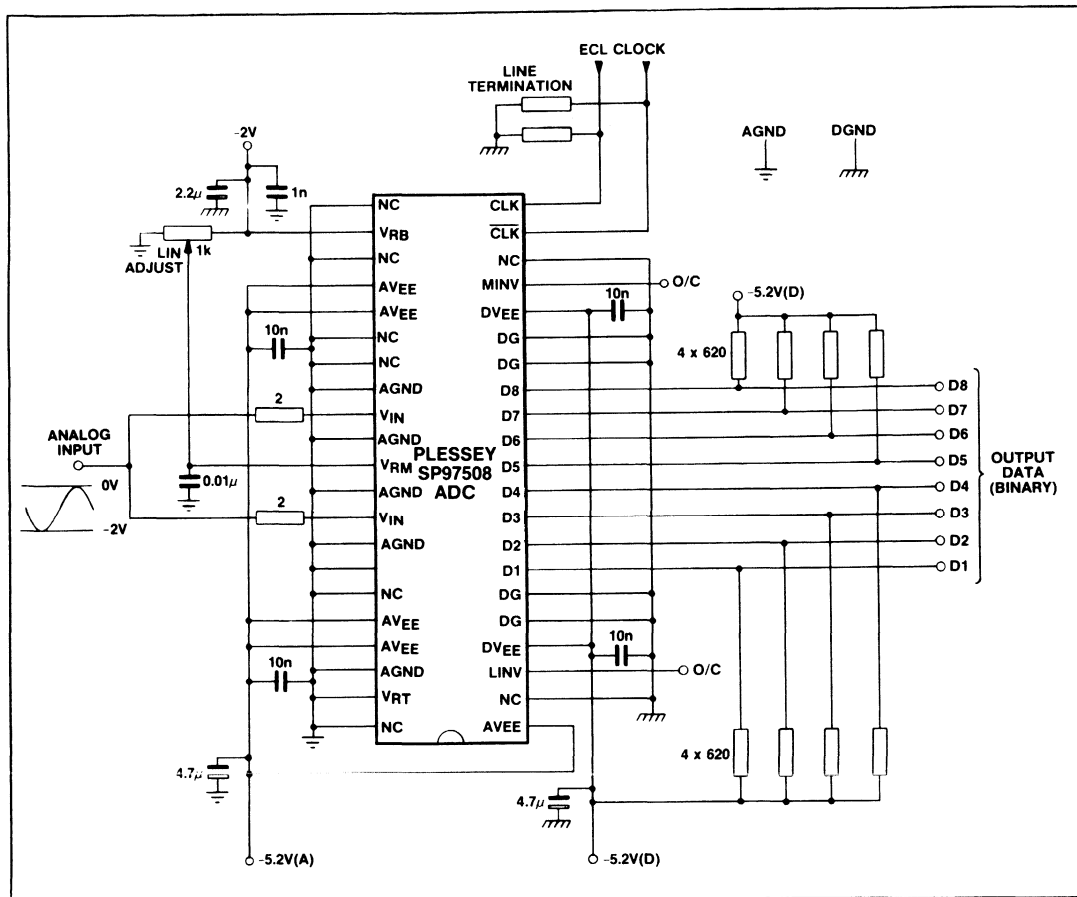 ECL CLOCK
LINE
TERMINATION
AGND
DGND
-2V
2.2μ
1n
1k
LIN
ADJUST
NC
VRB
NC
AVEE
AVEE
10n
NC
NC
AGND
2
VIN
AGND
VRM
0.01μ
AGND
2
VIN
AGND
NC
AVEE
AVEE
10n
AGND
VRT
NC
ANALOG
INPUT
0V
-2V
PLESSEY
SP97508
ADC
CLK
CLK
NC
MINV
O/C
DVEE
10n
DG
DG
D8
D7
D6
D5
D4
D3
D2
D1
DG
DG
DVEE
10n
LINV
O/C
NC
AVEE
-5.2V(D)
4 x 620
D8
D7
D6
D5
D4
D3
D2
D1
OUTPUT
DATA
(BINARY)
4 x 620
4.7μ
4.7μ
-5.2V(A)
-5.2V(D)